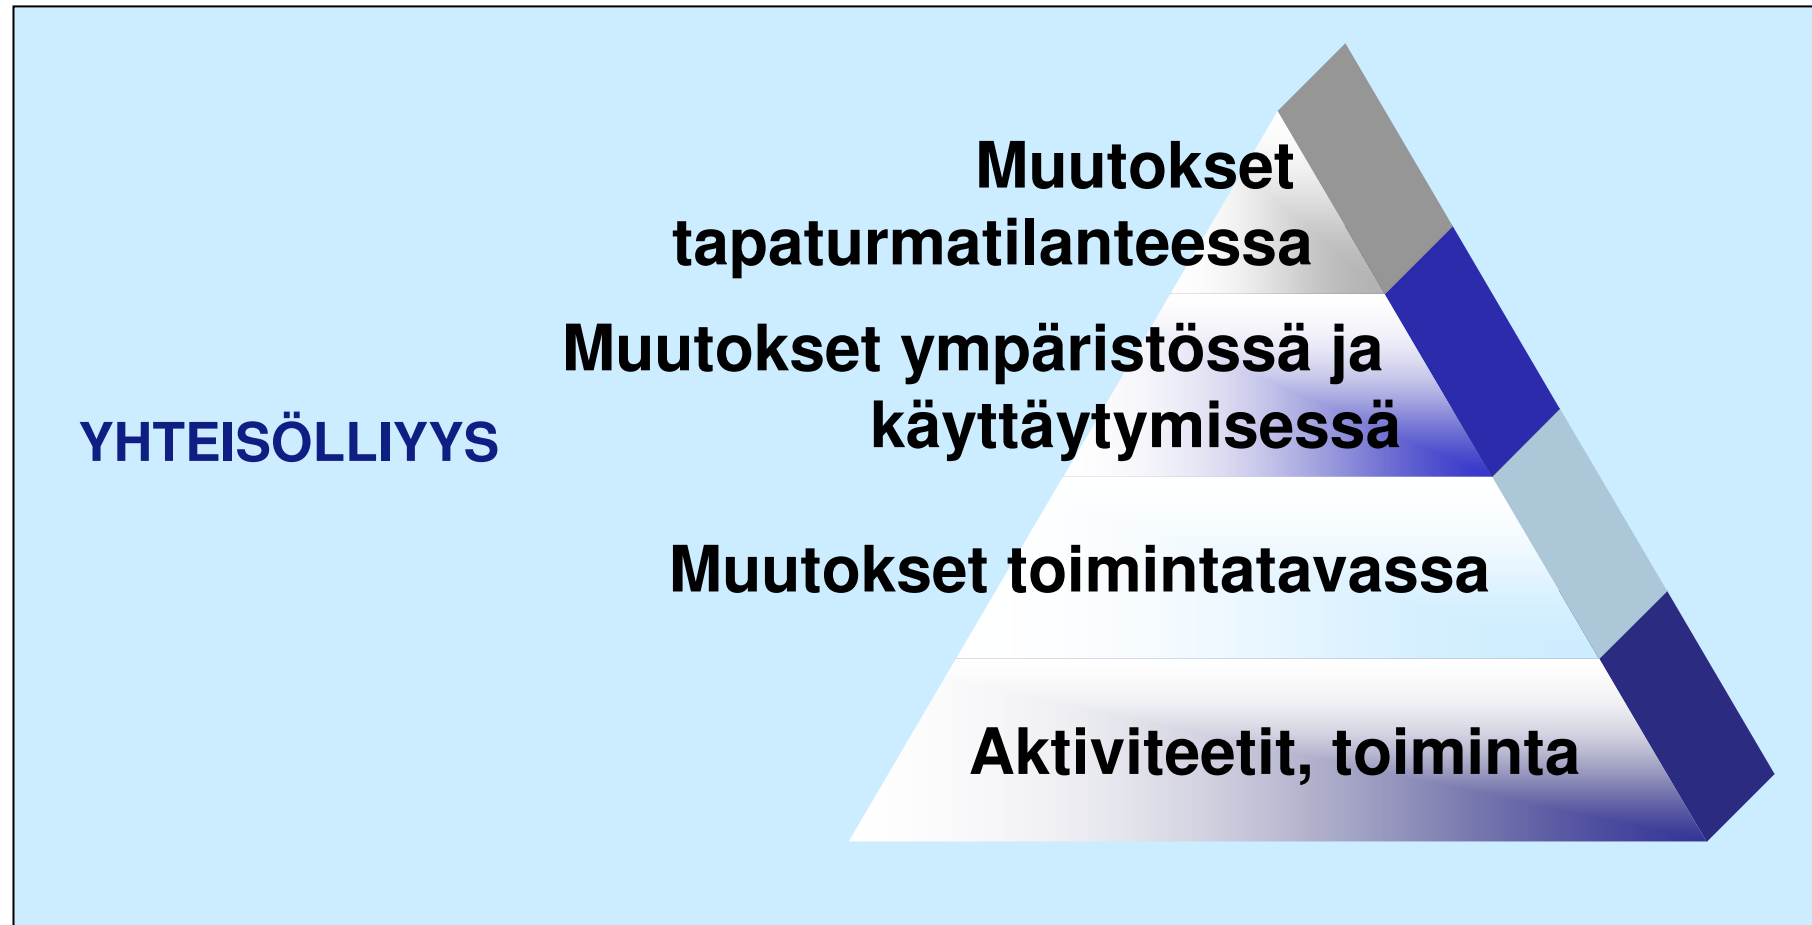 Muutokset
tapaturmatilanteessa
Muutokset ympäristössä ja
käyttäytymisessä
YHTEISÖLLIYYS
Muutokset toimintatavassa
Aktiviteetit, toiminta